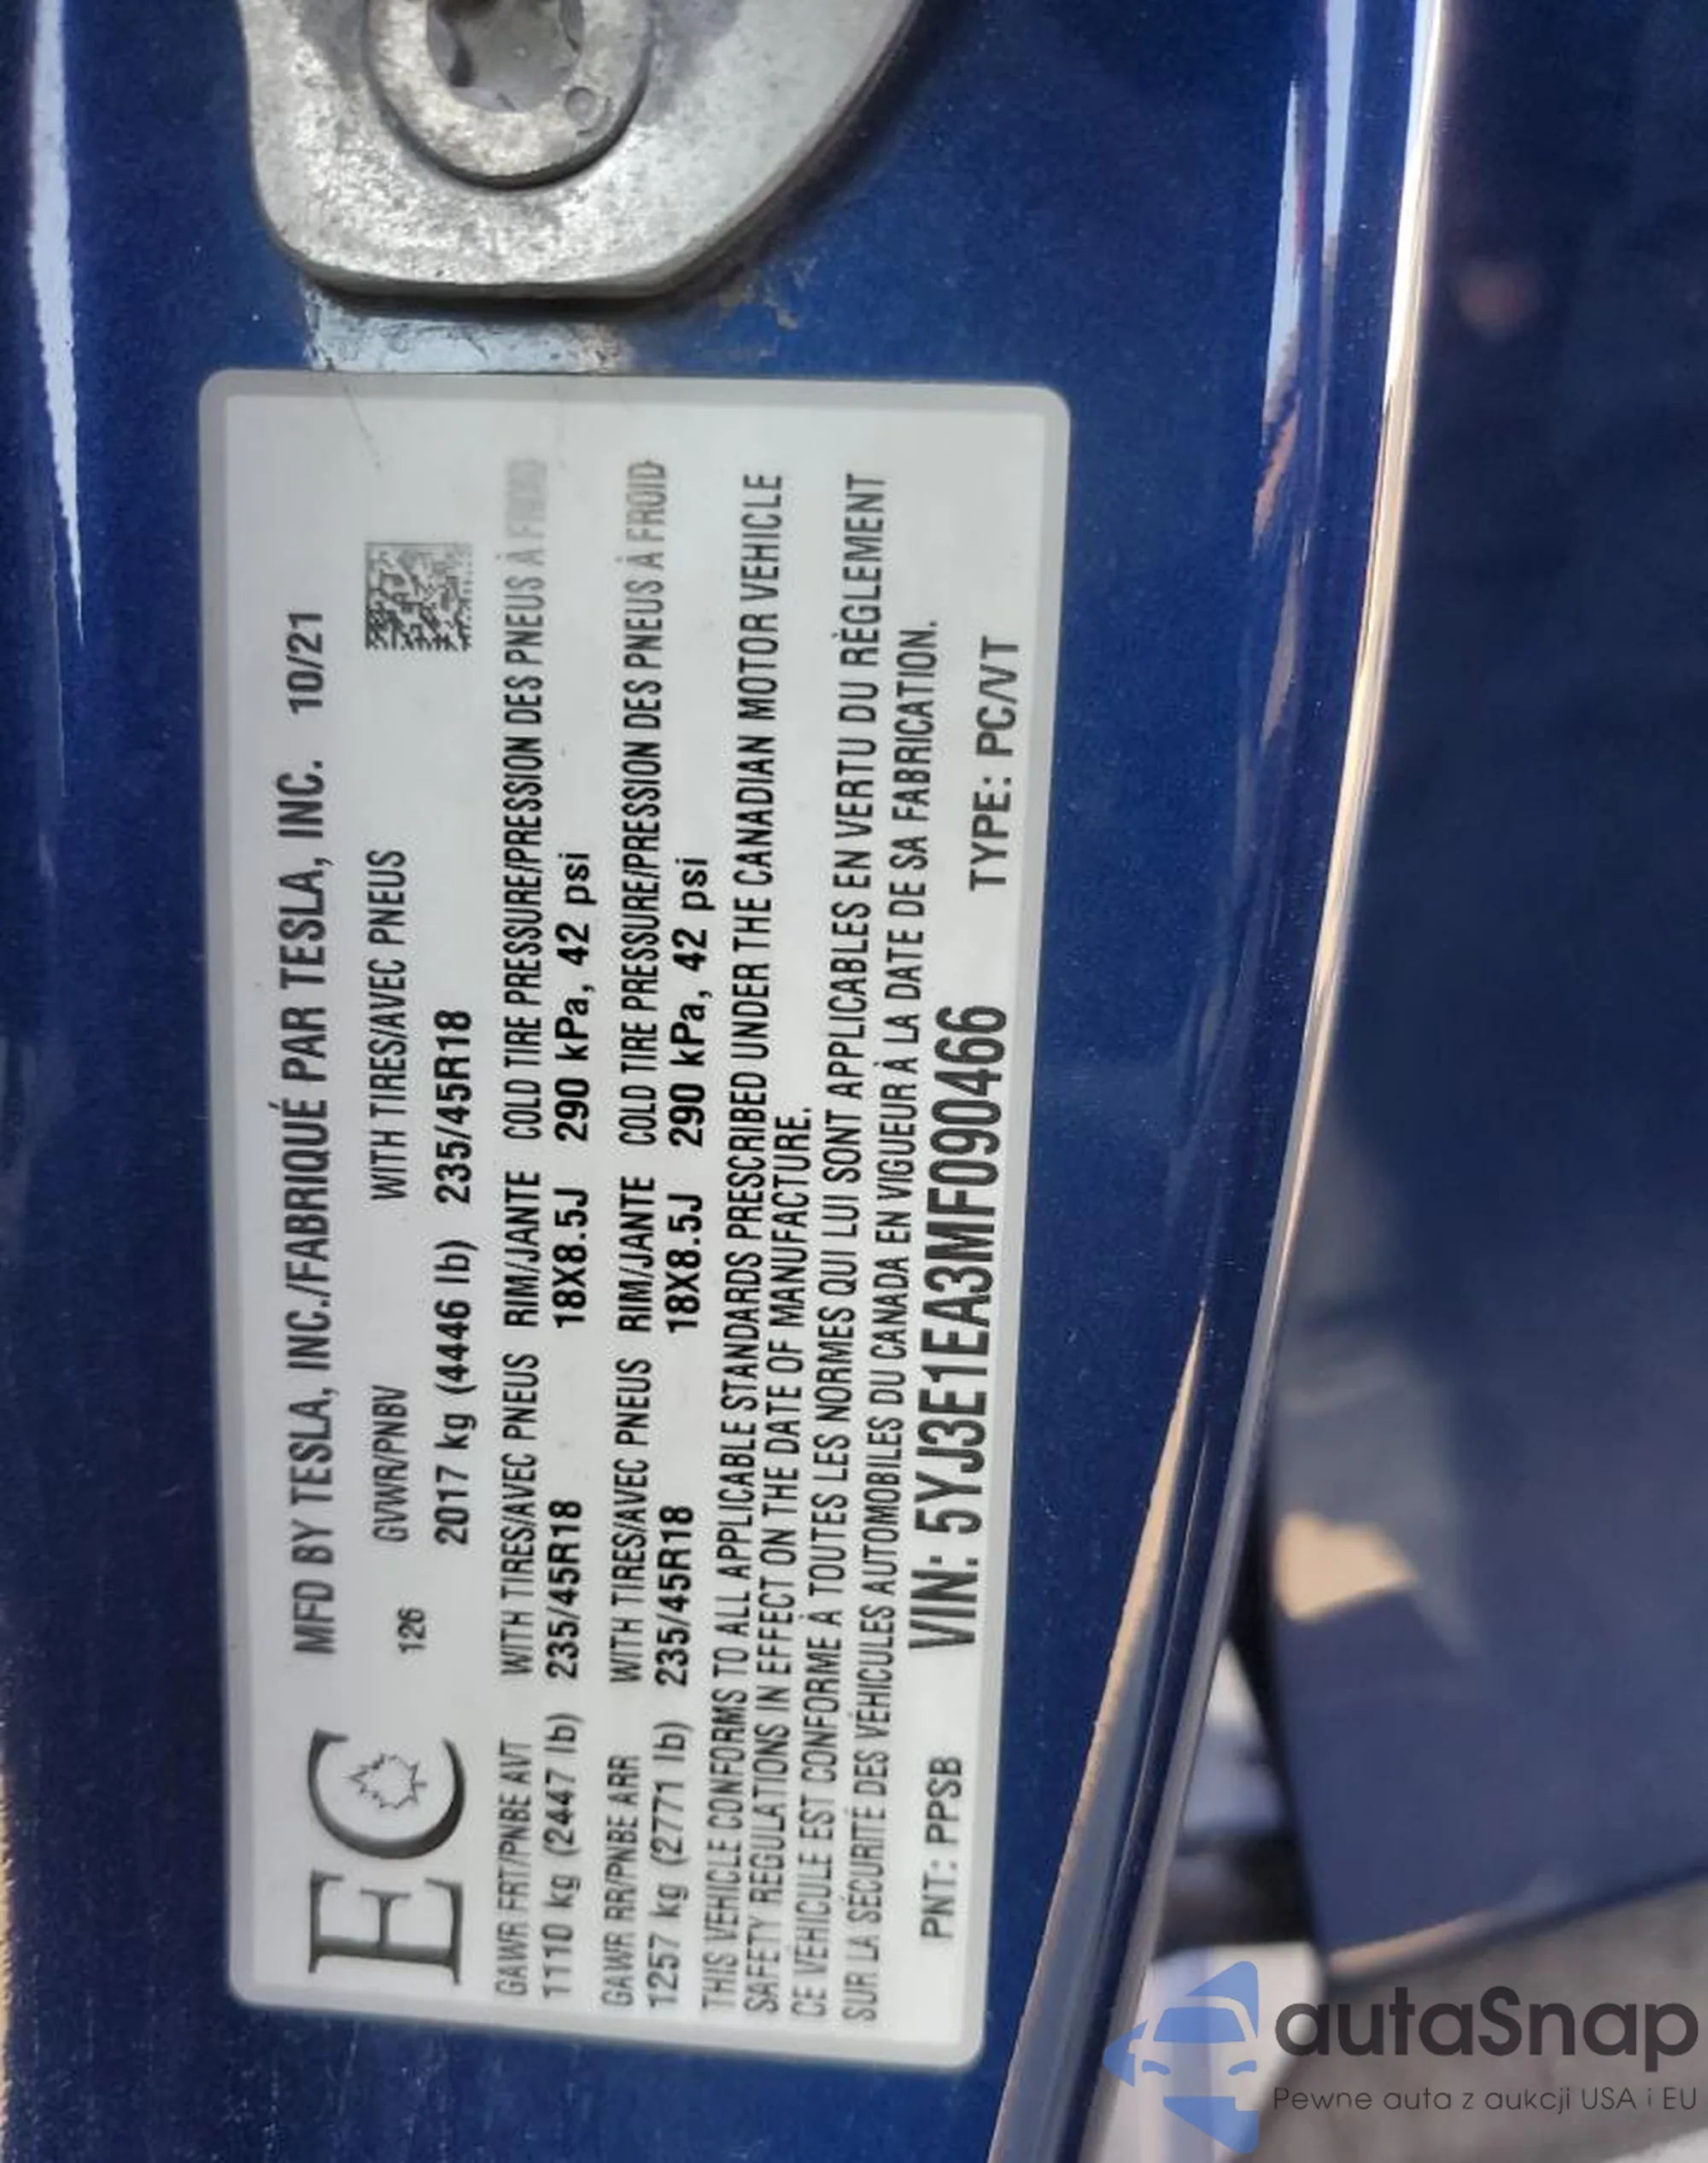 EC
MFD BY TESLA, INC./FABRIQUÉ PAR TESLA, INC. 10/21
126 GVWR/PNBV WITH TIRES/AVEC PNEUS
2017 kg (4446 lb) 235/45R18
GAWR FRT/PNBE AVT WITH TIRES/AVEC PNEUS RIM/JANTE COLD TIRE PRESSURE/PRESSION DES PNEUS À FROID
1110 kg (2447 lb) 235/45R18 18X8.5J 290 kPa, 42 psi
GAWR RR/PNBE ARR WITH TIRES/AVEC PNEUS RIM/JANTE COLD TIRE PRESSURE/PRESSION DES PNEUS À FROID
1257 kg (2771 lb) 235/45R18 18X8.5J 290 kPa, 42 psi
THIS VEHICLE CONFORMS TO ALL APPLICABLE STANDARDS PRESCRIBED UNDER THE CANADIAN MOTOR VEHICLE
SAFETY REGULATIONS IN EFFECT ON THE DATE OF MANUFACTURE.
CE VEHICULE EST CONFORME À TOUTES LES NORMES QUI LUI SONT APPLICABLES EN VERTU DU RÈGLEMENT
SUR LA SÉCURITÉ DES VÉHICULES AUTOMOBILES DU CANADA EN VIGUEUR À LA DATE DE SA FABRICATION.
PNT: PPSB VIN: 5YJ3E1EA3MF090466 TYPE: PC/VT
autaSnap
Pewne auta z aukcji USA i EU